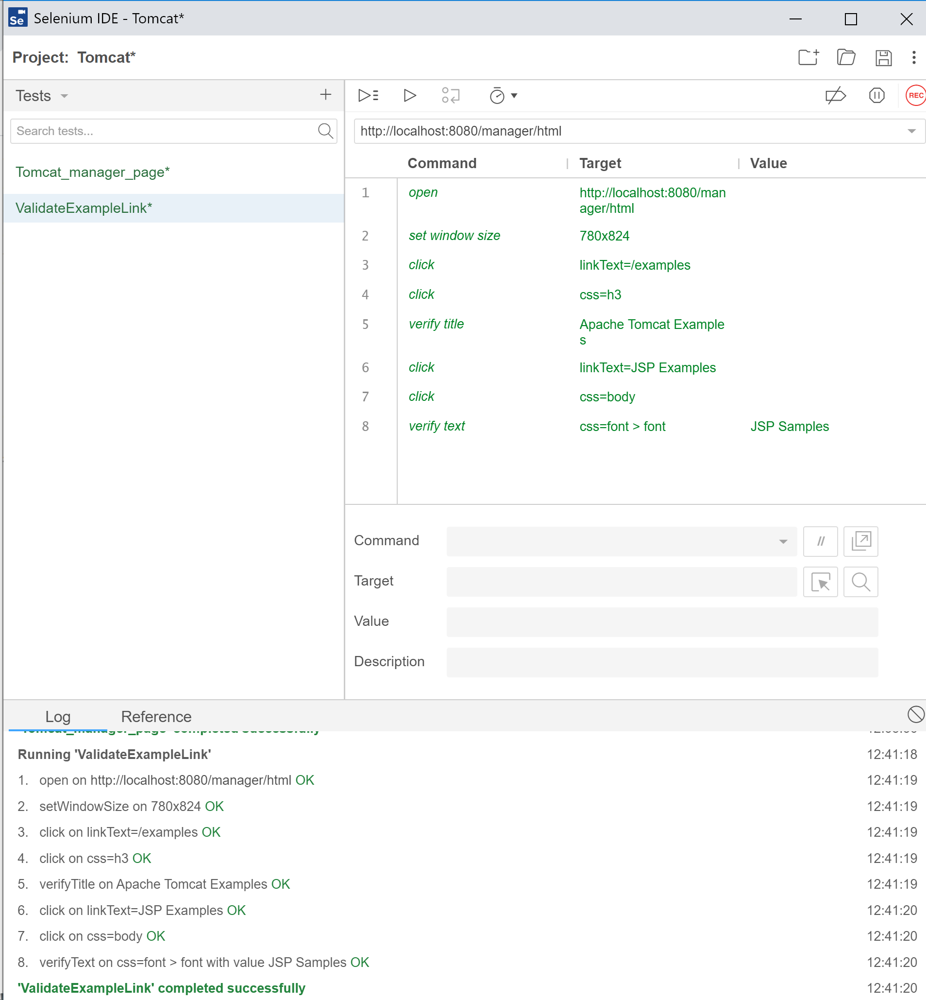 Se Selenium IDE - Tomcat*
Project: Tomcat*
Tests
Search tests...
Tomcat_manager_page*
ValidateExampleLink*
REC
http://localhost:8080/manager/html
Command Target Value
1 open http://localhost:8080/man
ager/html
2 set window size 780x824
3 click linkText=/examples
4 click css=h3
5 verify title Apache Tomcat Example
s
6 click linkText=JSP Examples
7 click css=body
8 verify text css=font > font JSP Samples
Command //
Target
Value
Description
Log Reference
'Tomcat_manager_page' completed successfully
Running 'ValidateExampleLink' 12:41:18
1. open on http://localhost:8080/manager/html OK 12:41:19
2. setWindowSize on 780x824 OK 12:41:19
3. click on linkText=/examples OK 12:41:19
4. click on css=h3 OK 12:41:19
5. verifyTitle on Apache Tomcat Examples OK 12:41:19
6. click on linkText=JSP Examples OK 12:41:20
7. click on css=body OK 12:41:20
8. verifyText on css=font > font with value JSP Samples OK 12:41:20
'ValidateExampleLink' completed successfully 12:41:20